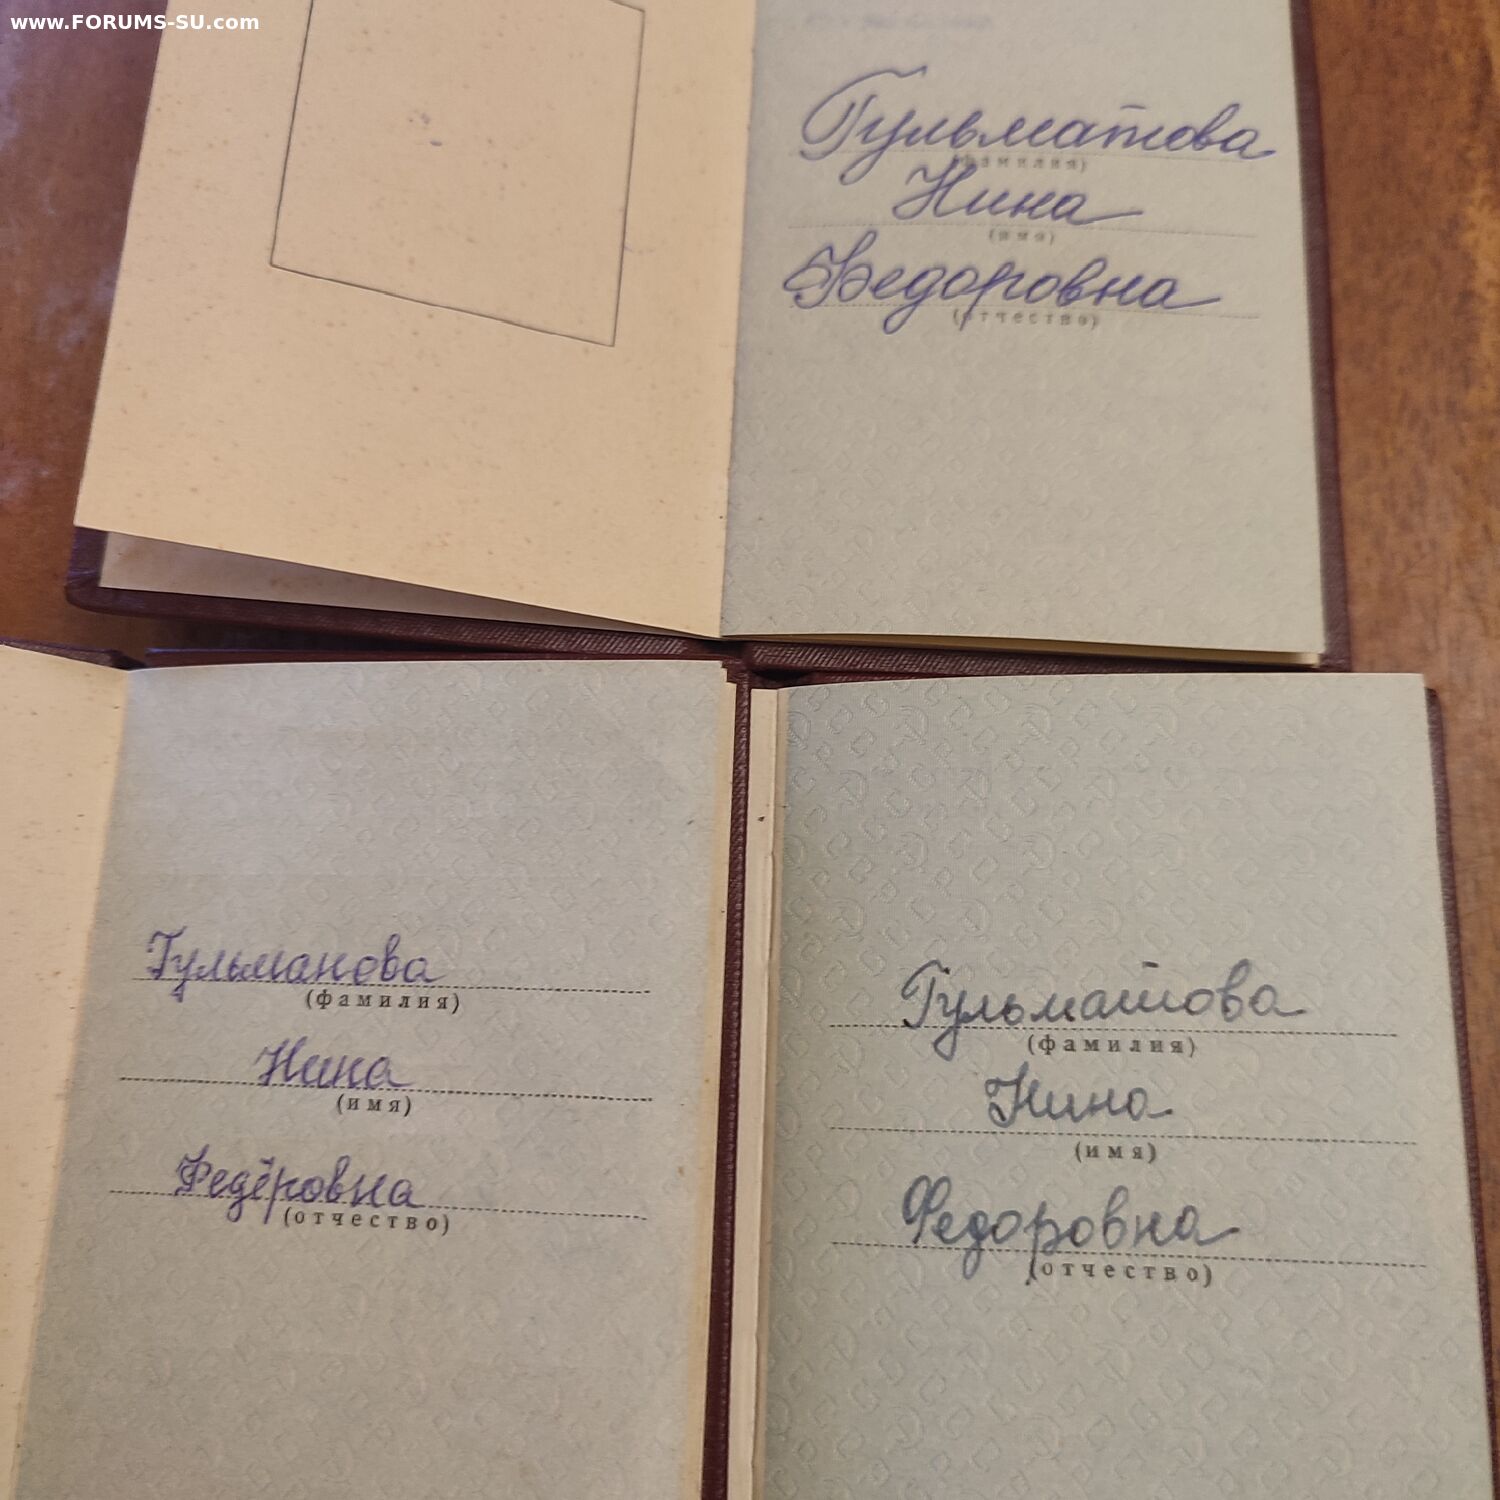 www.FORUMS-SU.com
Гульматова
(фамилия)
Нина
(имя)
Федоровна
(отчество)
Гульманова
(фамилия)
Нина
(имя)
Федёровна
(отчество)
Гульматова
(фамилия)
Нина
(имя)
Федоровна
(отчество)